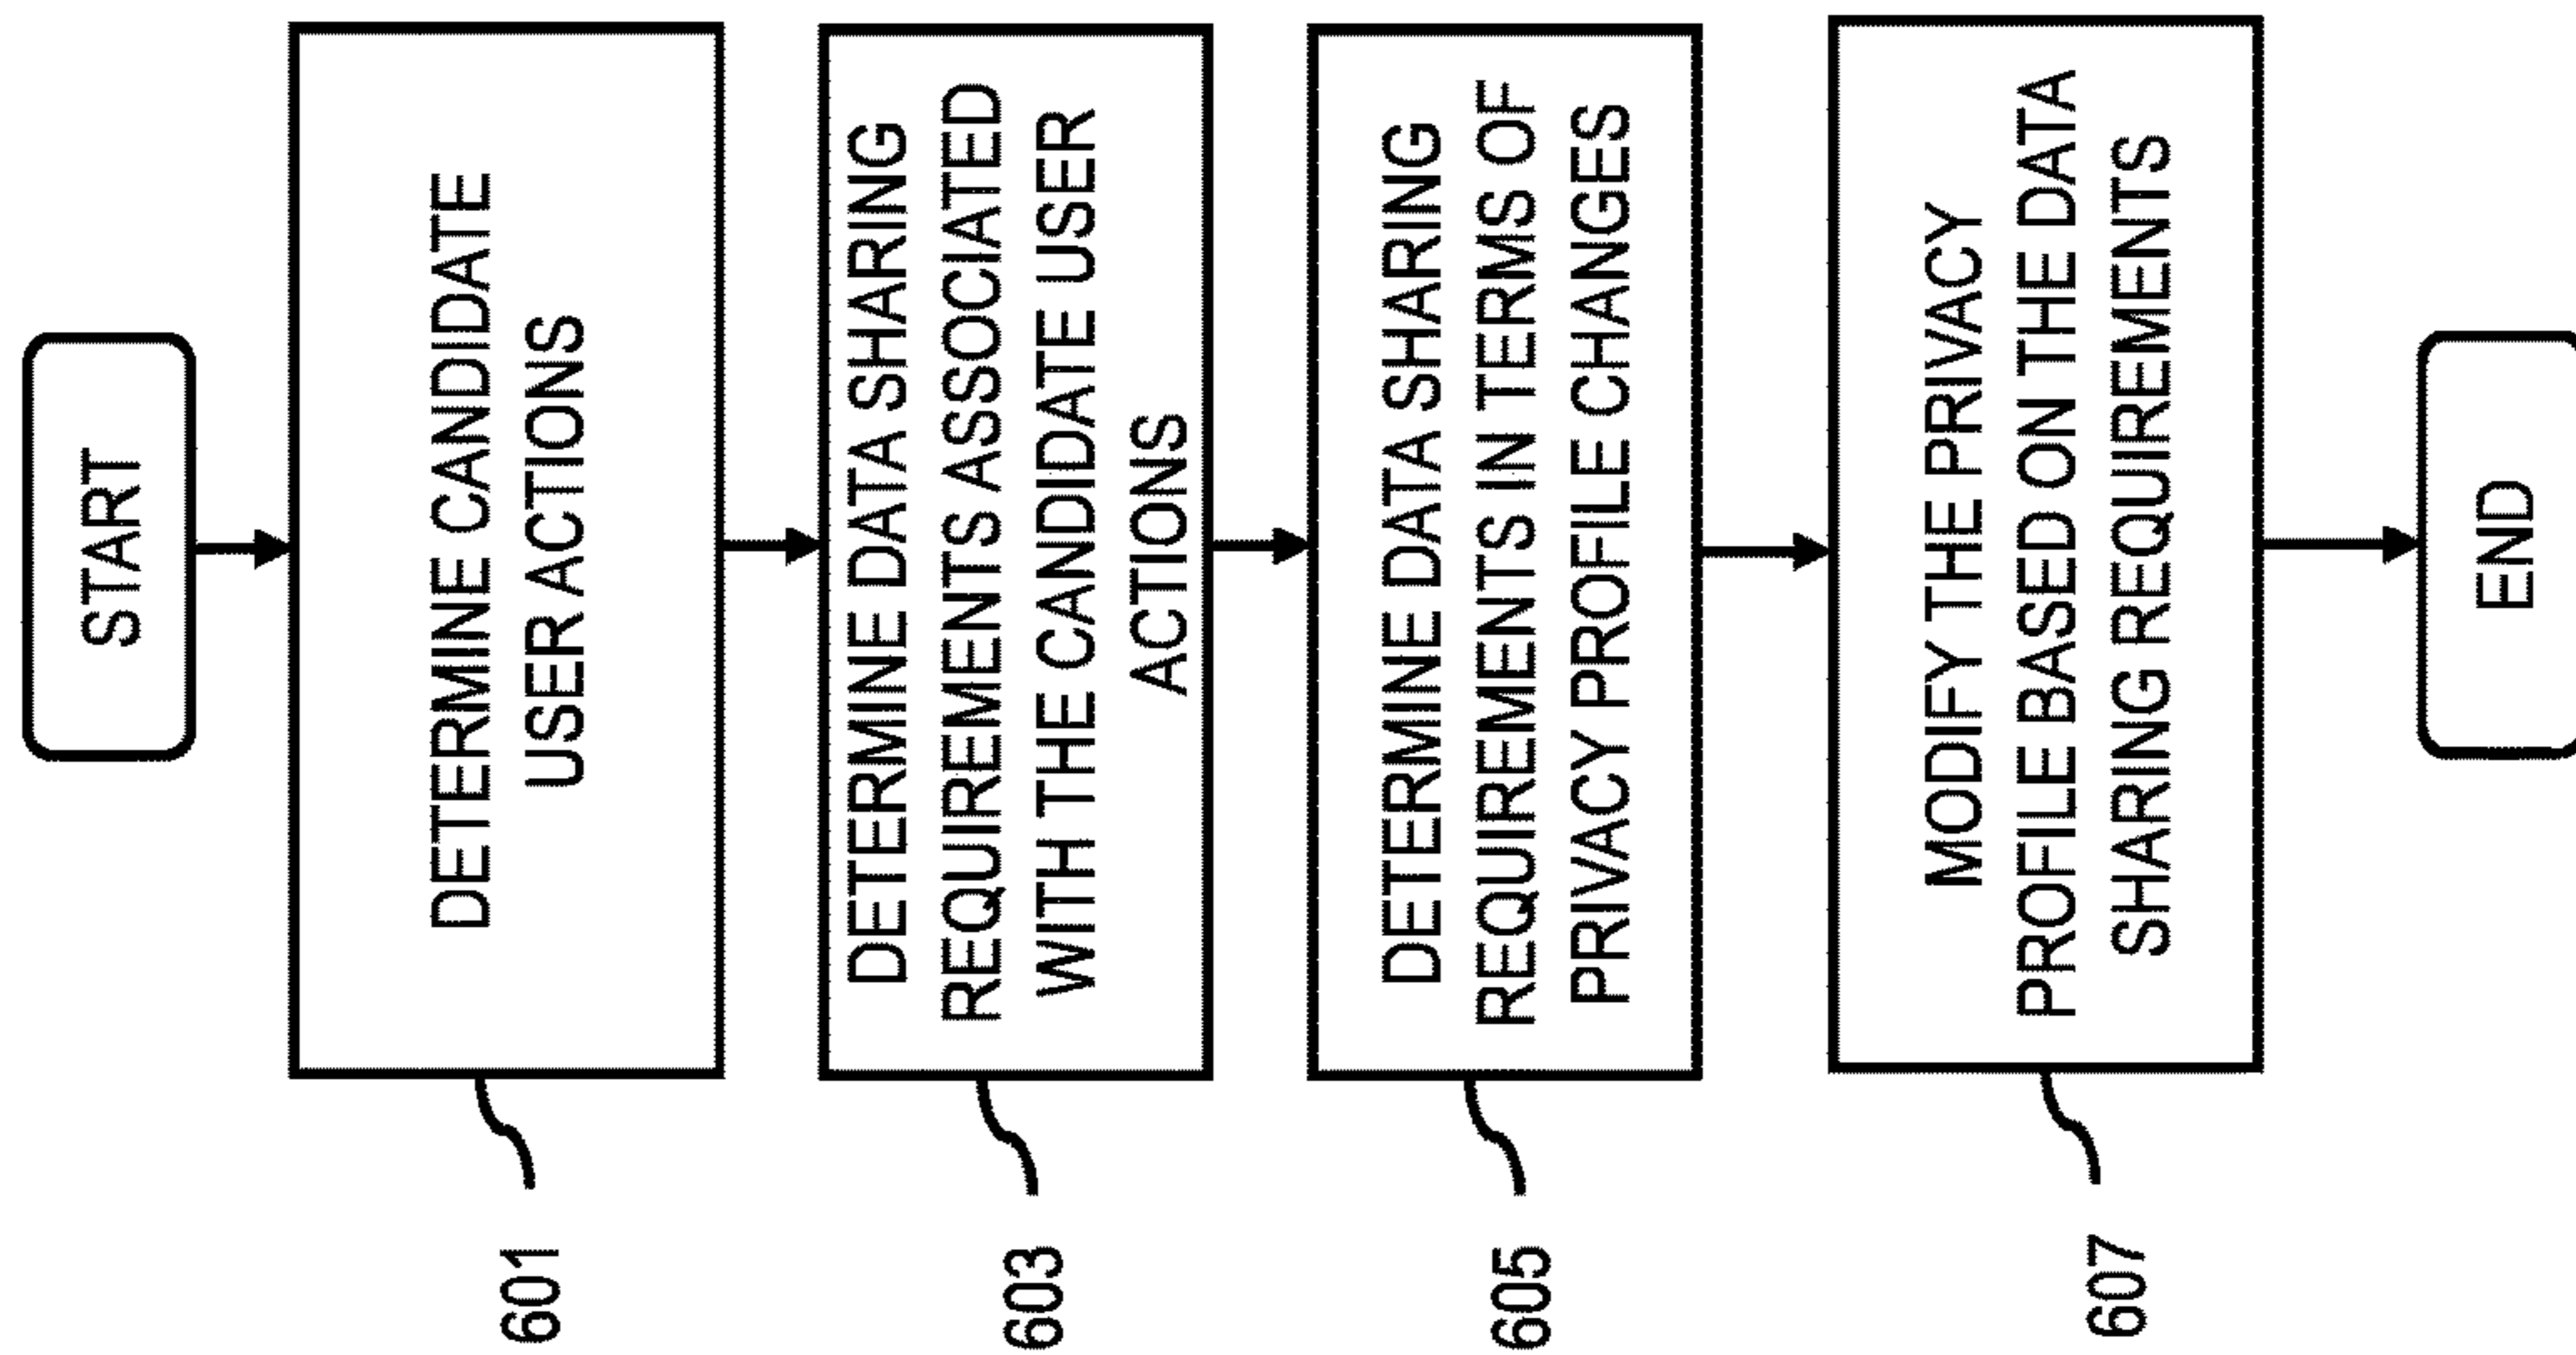 START
DETERMINE CANDIDATE
USER ACTIONS
601
DETERMINE DATA SHARING
REQUIREMENTS ASSOCIATED
WITH THE CANDIDATE USER
ACTIONS
603
DETERMINE DATA SHARING
REQUIREMENTS IN TERMS OF
PRIVACY PROFILE CHANGES
605
MODIFY THE PRIVACY
PROFILE BASED ON THE DATA
SHARING REQUIREMENTS
607
END